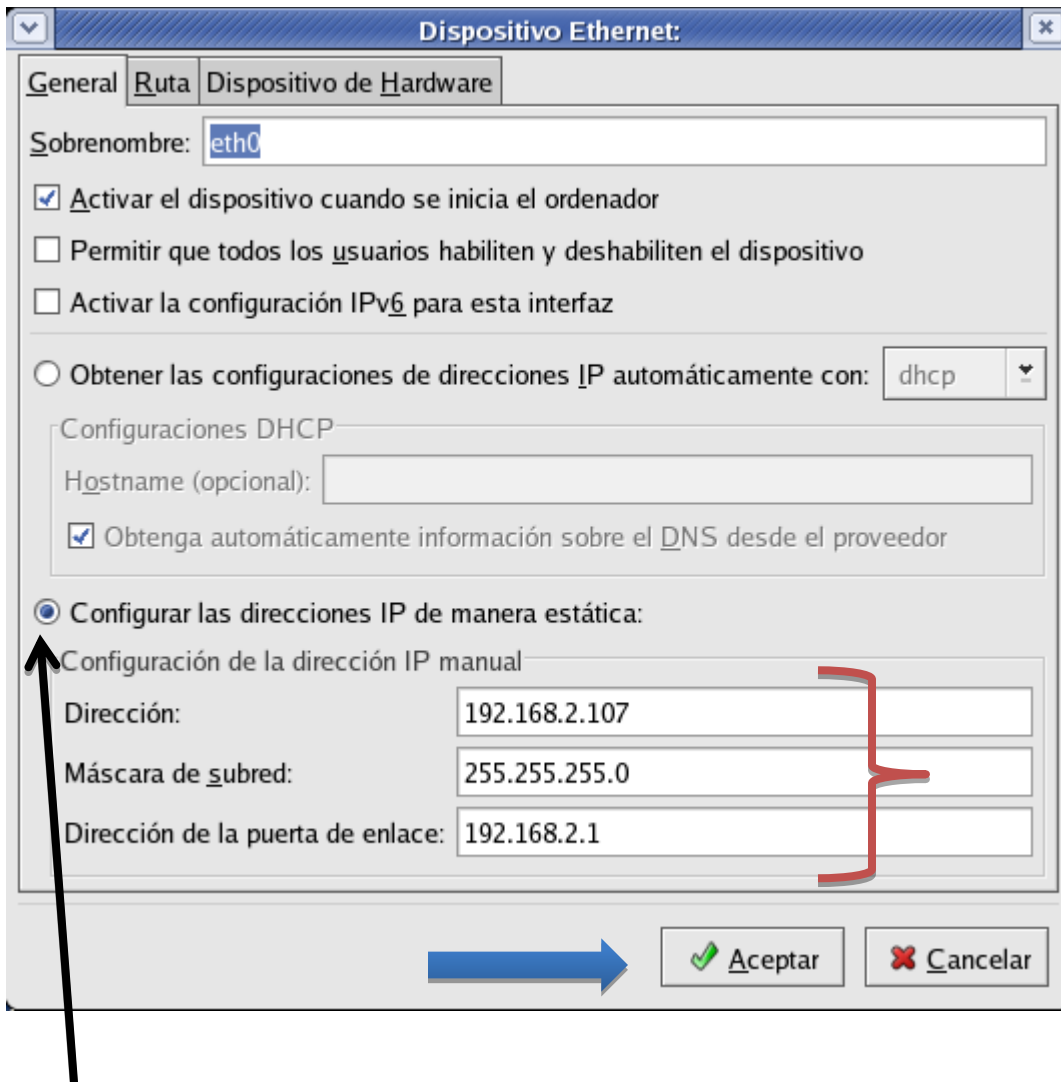 Dispositivo Ethernet:
General Ruta Dispositivo de Hardware
Sobrenombre: eth0
Activar el dispositivo cuando se inicia el ordenador
Permitir que todos los usuarios habiliten y deshabiliten el dispositivo
Activar la configuración IPv6 para esta interfaz
Obtener las configuraciones de direcciones IP automáticamente con: dhcp
Configuraciones DHCP
Hostname (opcional):
Obtenga automáticamente información sobre el DNS desde el proveedor
Configurar las direcciones IP de manera estática:
Configuración de la dirección IP manual
Dirección: 192.168.2.107
Máscara de subred: 255.255.255.0
Dirección de la puerta de enlace: 192.168.2.1
Aceptar Cancelar